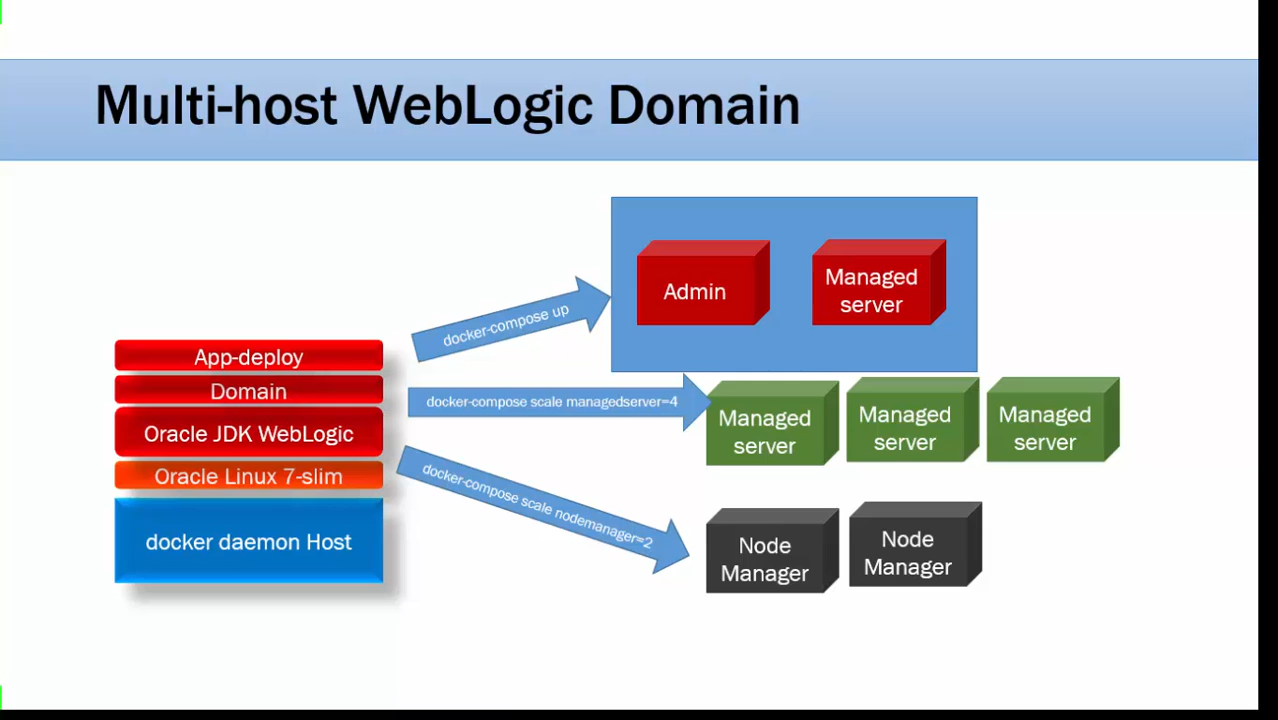 Multi-host WebLogic Domain
Admin
Managed
server
docker-compose up
App-deploy
Domain
Oracle JDK WebLogic
Oracle Linux 7-slim
docker daemon Host
docker-compose scale managedserver=4
Managed
server
Managed
server
Managed
server
docker-compose scale nodemanager=2
Node
Manager
Node
Manager